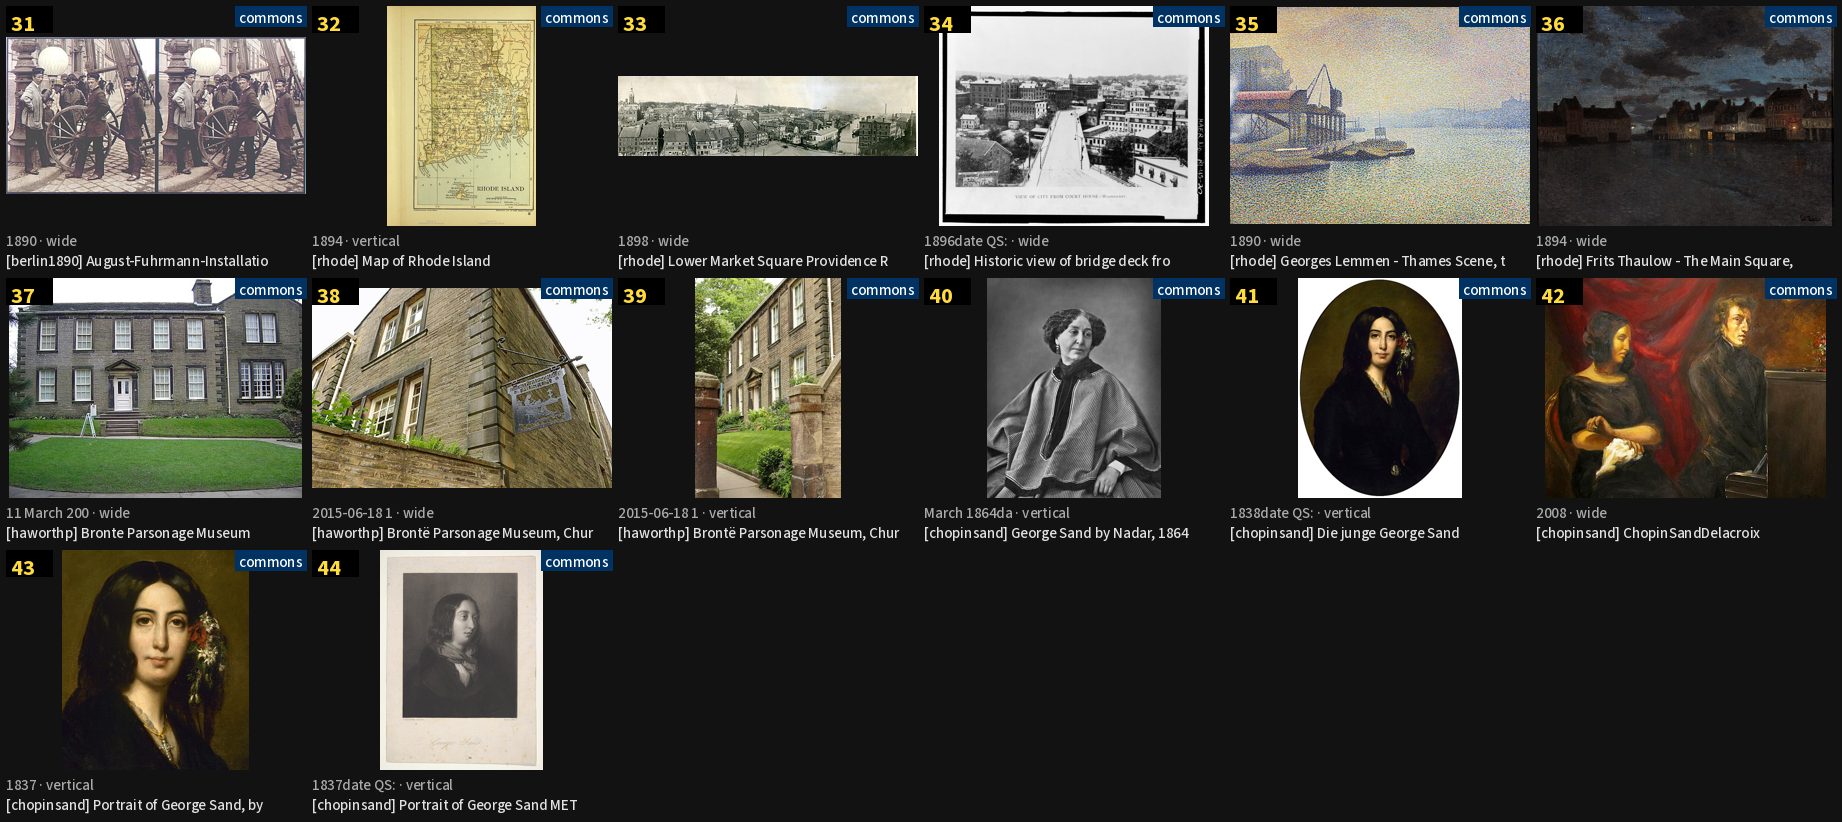 31 commons
32 commons
33 commons
34 commons
35 commons
36 commons
RHODE ISLAND
VIEW OF CITY FROM COURT HOUSE
1890 · wide
[berlin1890] August-Fuhrmann-Installatio
1894 · vertical
[rhode] Map of Rhode Island
1898 · wide
[rhode] Lower Market Square Providence R
1896date QS: · wide
[rhode] Historic view of bridge deck fro
1890 · wide
[rhode] Georges Lemmen - Thames Scene, t
1894 · wide
[rhode] Frits Thaulow - The Main Square,
37 commons
38 commons
39 commons
40 commons
41 commons
42 commons
11 March 200 · wide
[haworthp] Bronte Parsonage Museum
2015-06-18 1 · wide
[haworthp] Brontë Parsonage Museum, Chur
2015-06-18 1 · vertical
[haworthp] Brontë Parsonage Museum, Chur
March 1864da · vertical
[chopinsand] George Sand by Nadar, 1864
1838date QS: · vertical
[chopinsand] Die junge George Sand
2008 · wide
[chopinsand] ChopinSandDelacroix
43 commons
44 commons
1837 · vertical
[chopinsand] Portrait of George Sand, by
1837date QS: · vertical
[chopinsand] Portrait of George Sand MET